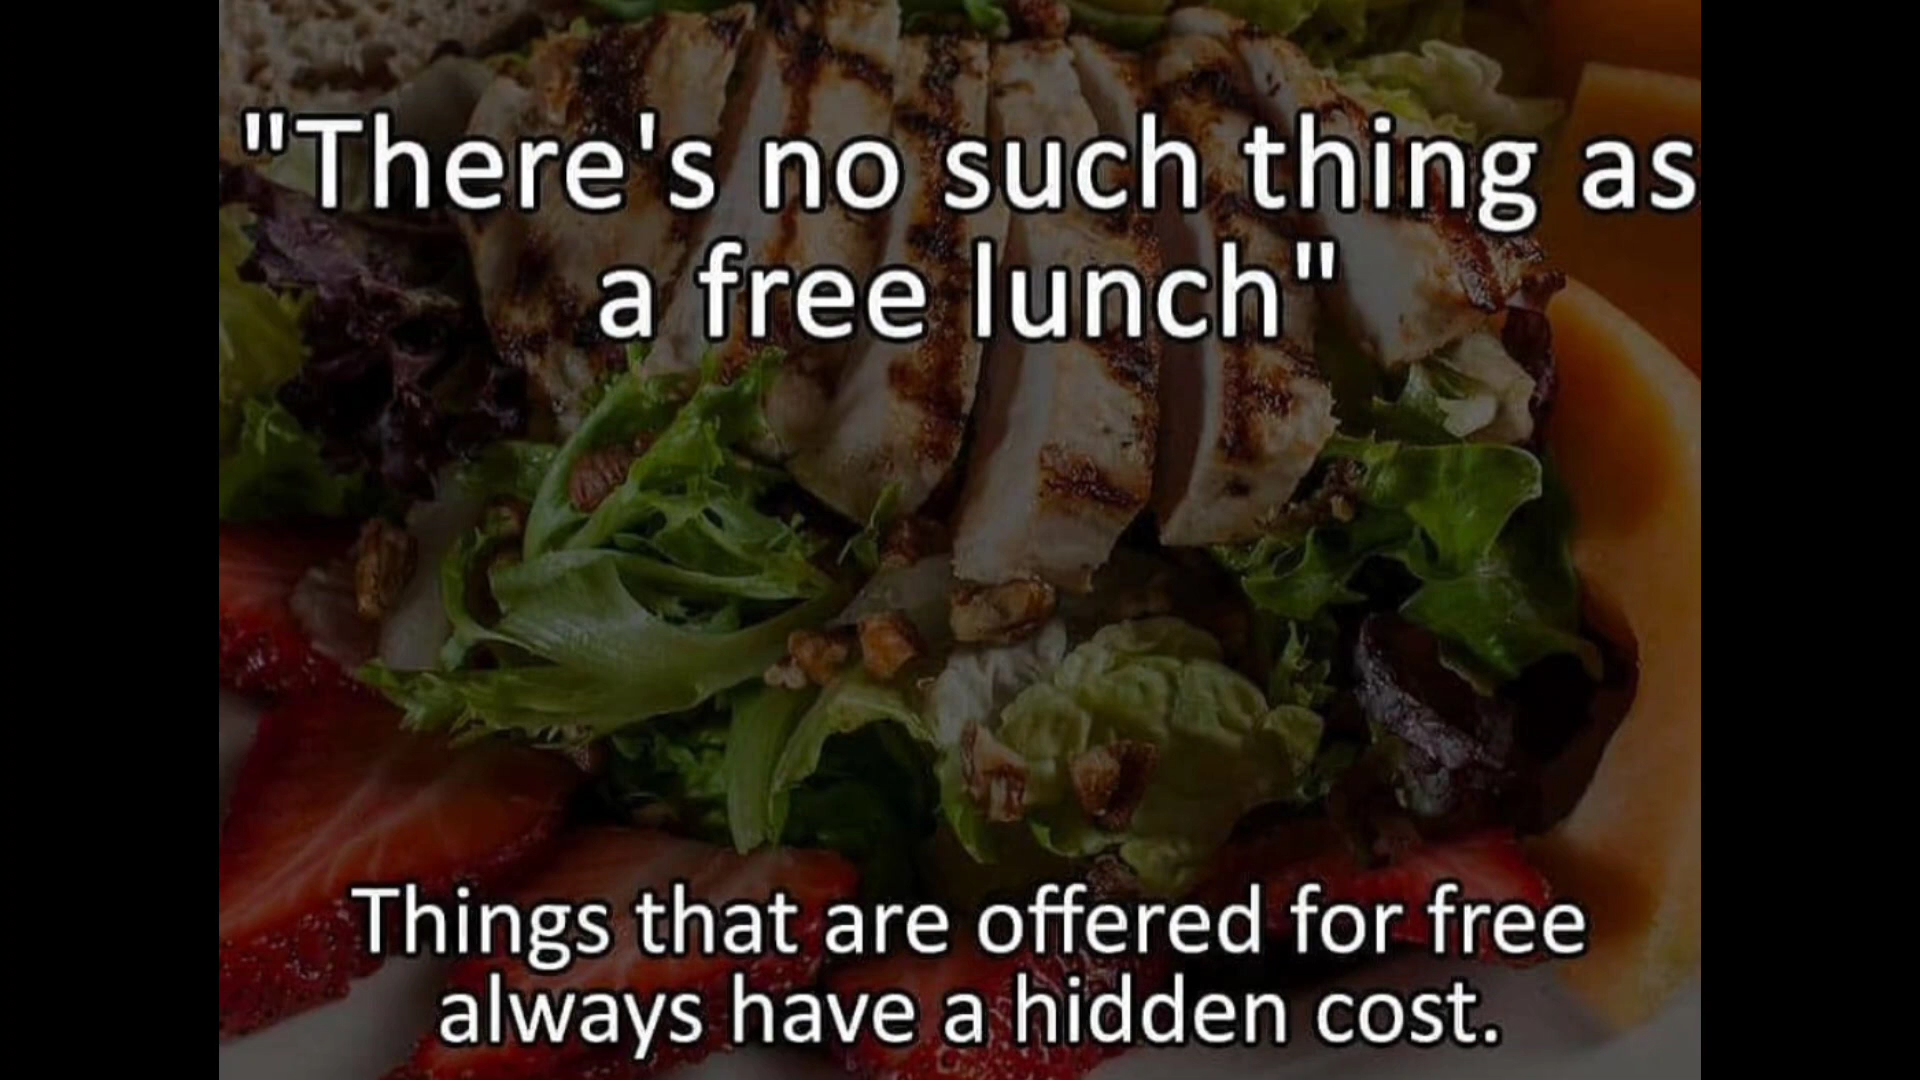 "There's no such thing as
a free lunch"
Things that are offered for free
always have a hidden cost.